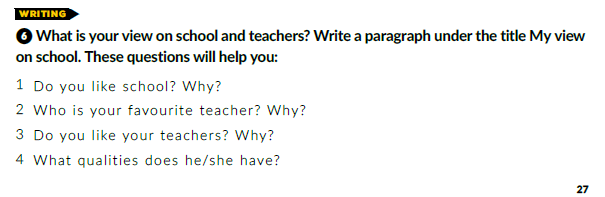 WRITING
6 What is your view on school and teachers? Write a paragraph under the title My view
on school. These questions will help you:
1 Do you like school? Why?
2 Who is your favourite teacher? Why?
3 Do you like your teachers? Why?
4 What qualities does he/she have?
27